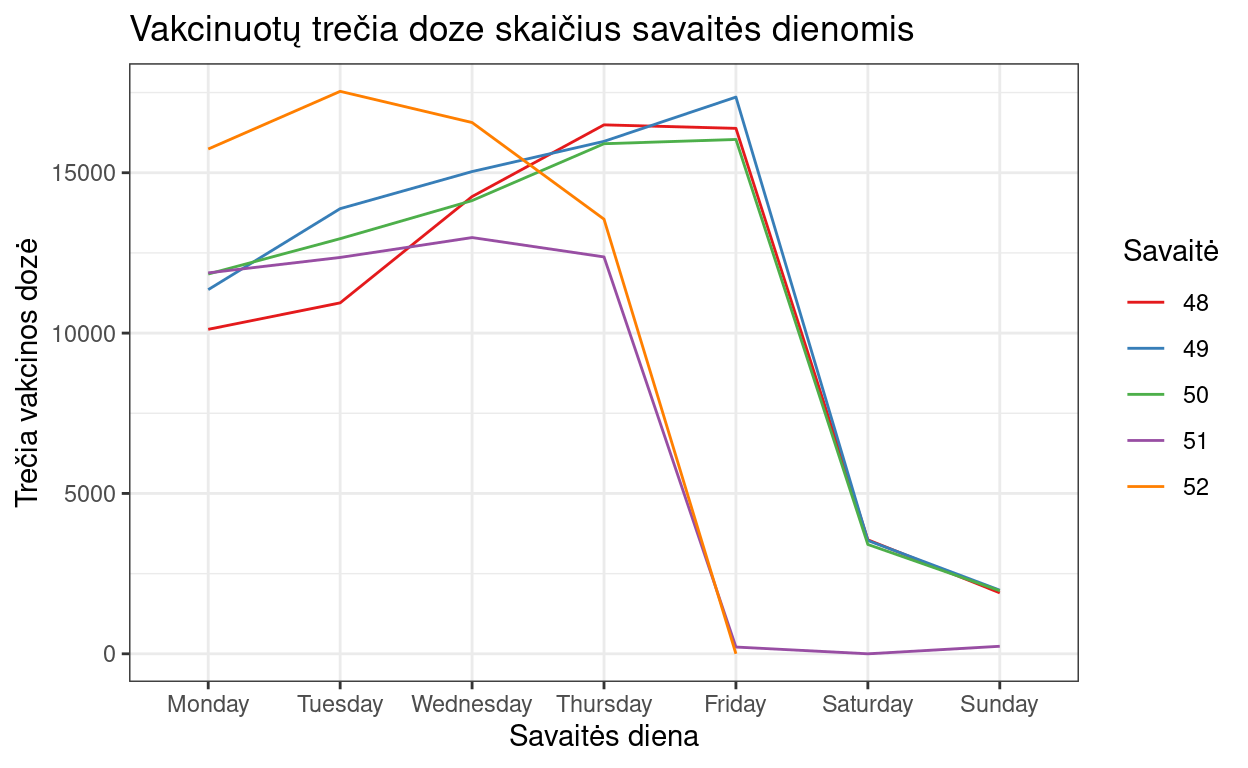 Vakcinuotų trečia doze skaičius savaitės dienomis
Trečia vakcinos dozė
15000
10000
5000
0
Monday Tuesday Wednesday Thursday Friday Saturday Sunday
Savaitės diena
Savaitė
48
49
50
51
52